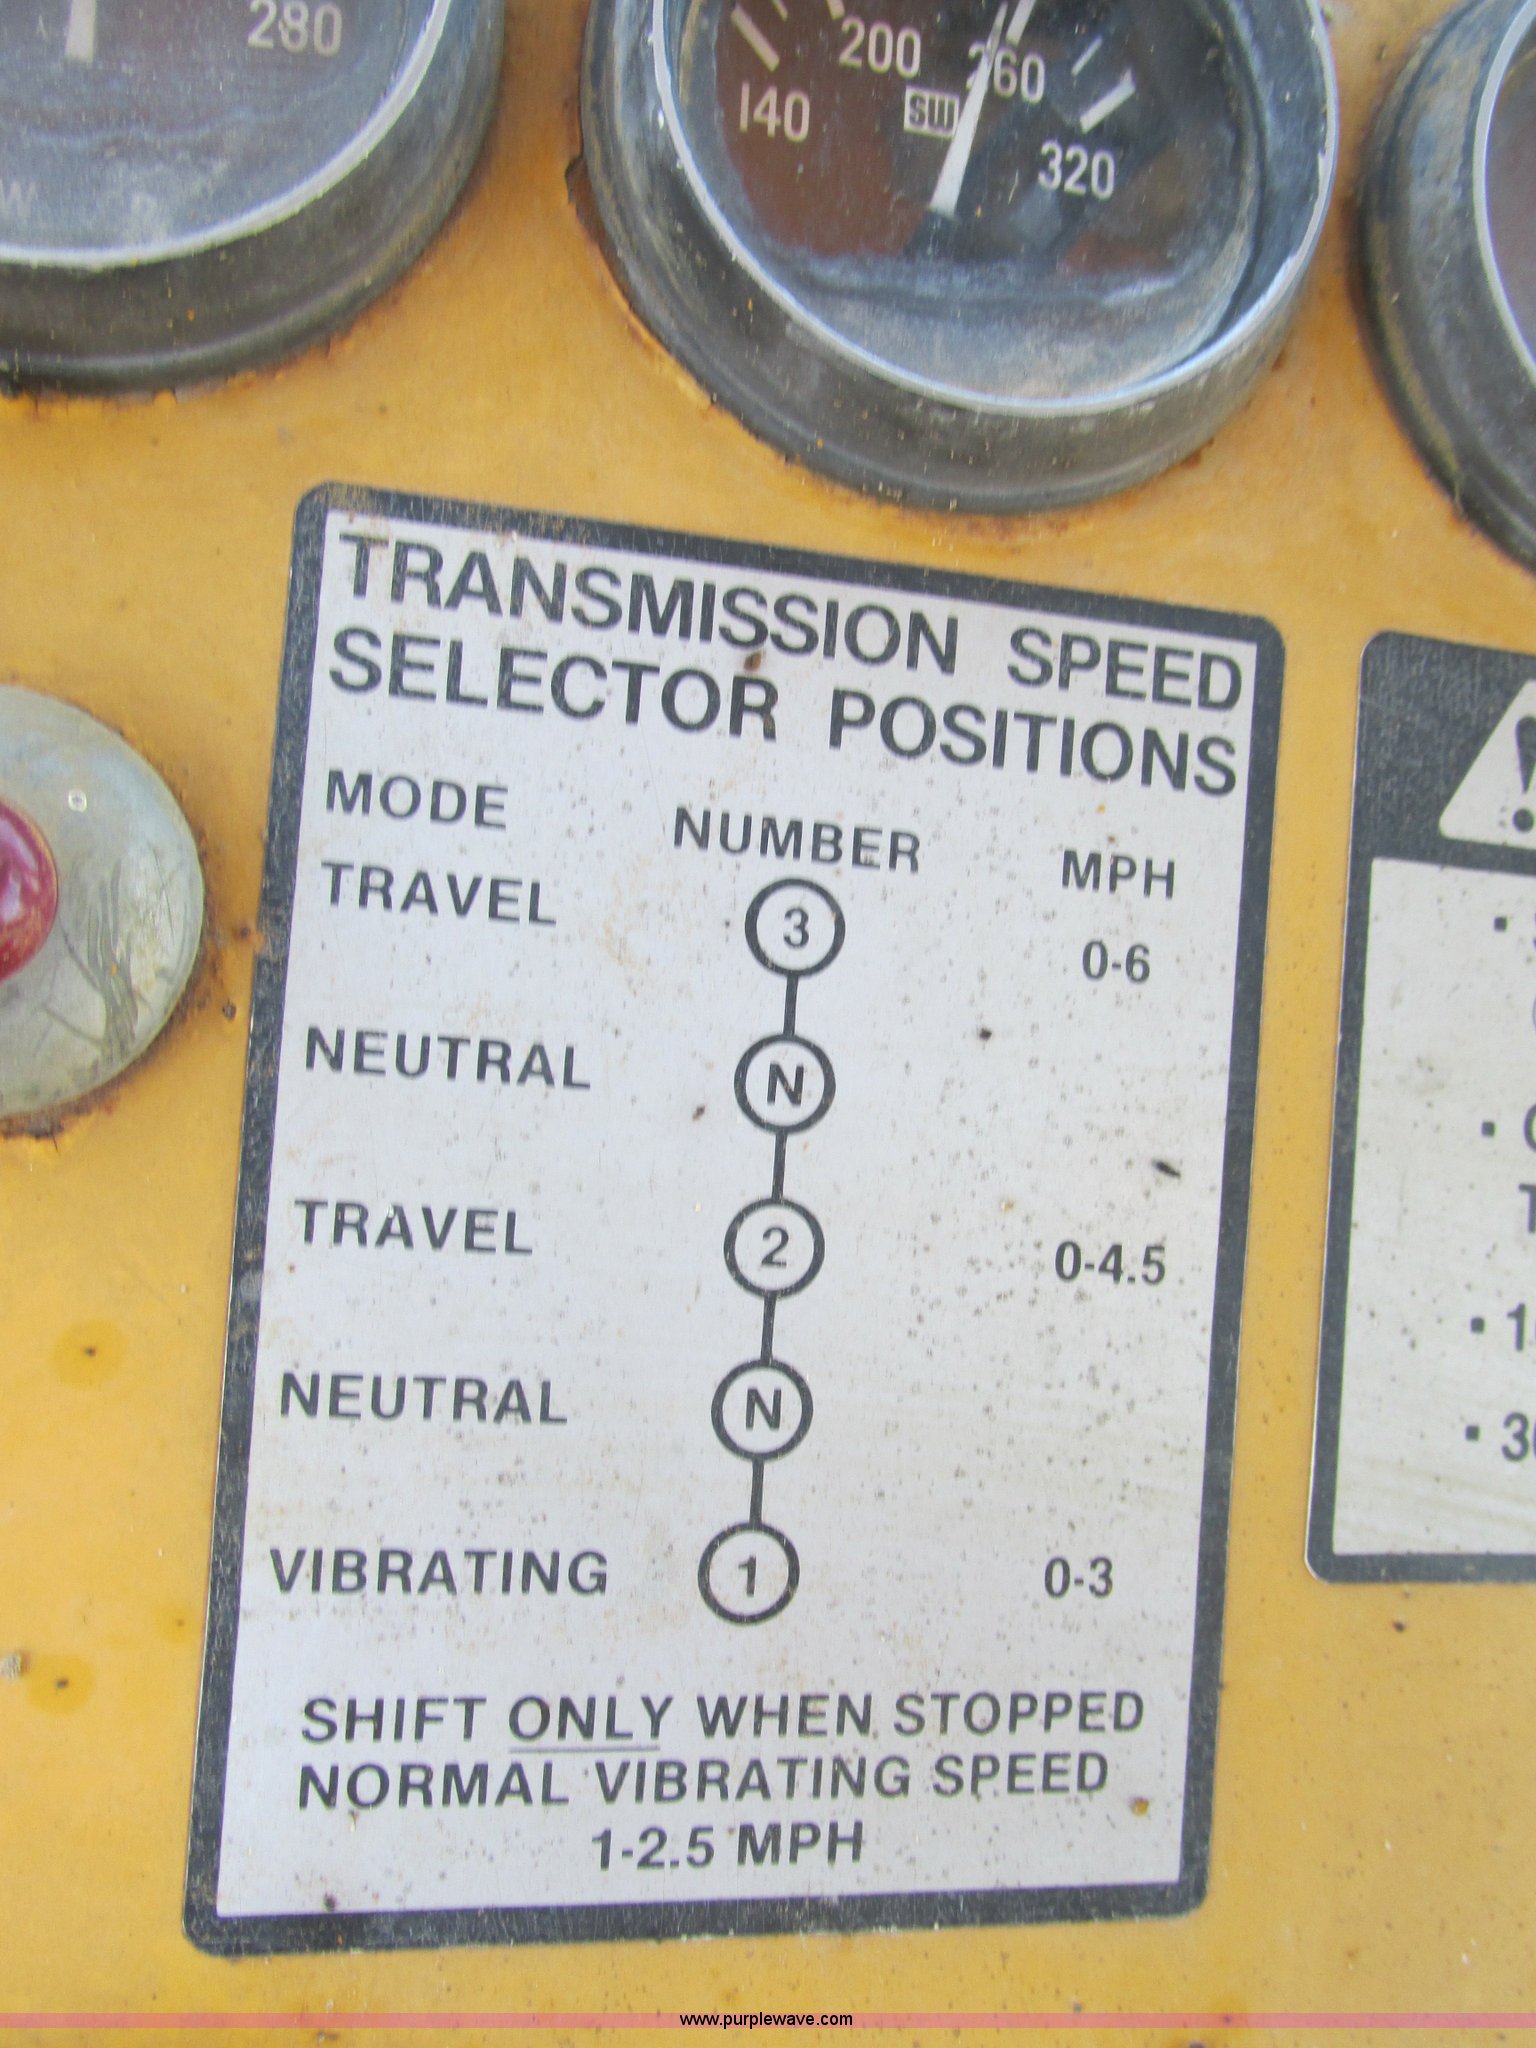 280
W
140
200
260
320
SW
TRANSMISSION SPEED
SELECTOR POSITIONS
MODE NUMBER MPH
TRAVEL 3 0-6
NEUTRAL N
TRAVEL 2 0-4.5
NEUTRAL N
VIBRATING 1 0-3
SHIFT ONLY WHEN STOPPED
NORMAL VIBRATING SPEED
1-2.5 MPH
www.purplewave.com